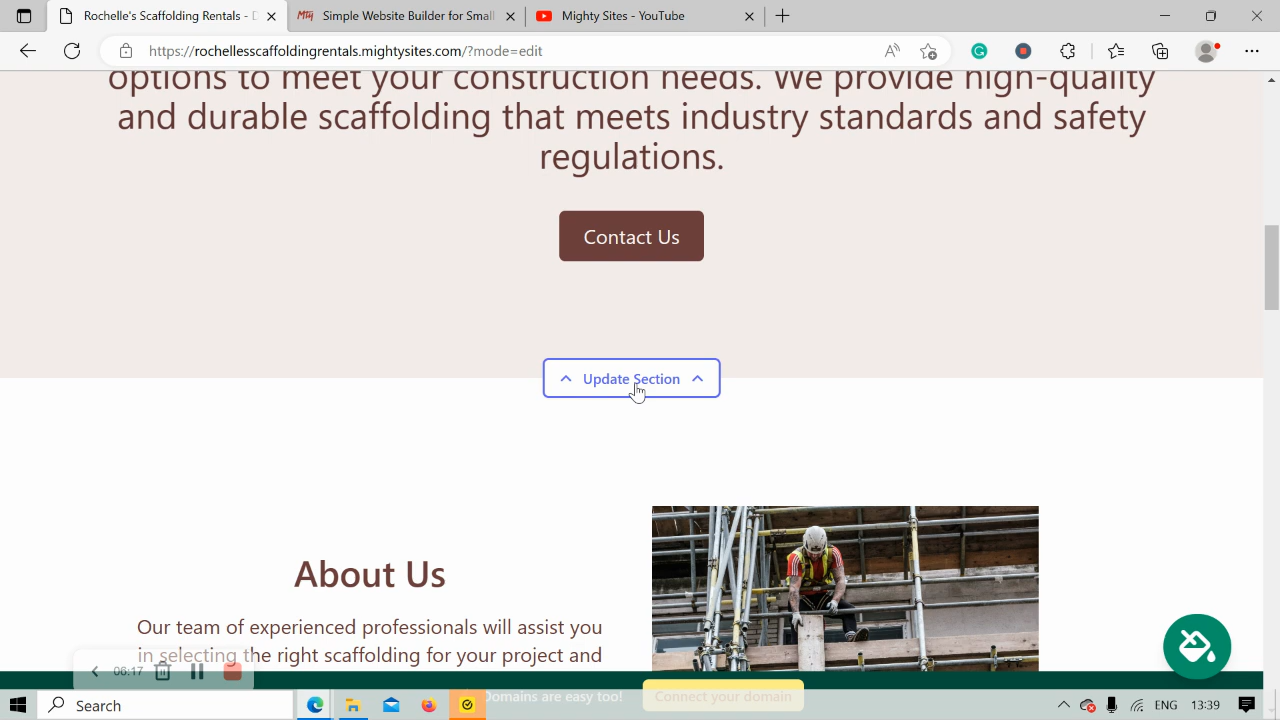 Rochelle's Scaffolding Rentals - D
Mty Simple Website Builder for Small
Mighty Sites - YouTube
https://rochellesscaffoldingrentals.mightysites.com/?mode=edit
options to meet your construction needs. We provide high-quality
and durable scaffolding that meets industry standards and safety
regulations.
Contact Us
Update Section
About Us
Our team of experienced professionals will assist you
in selecting the right scaffolding for your project and
06:17
Domains are easy too!
Connect your domain
Search
ENG
13:39